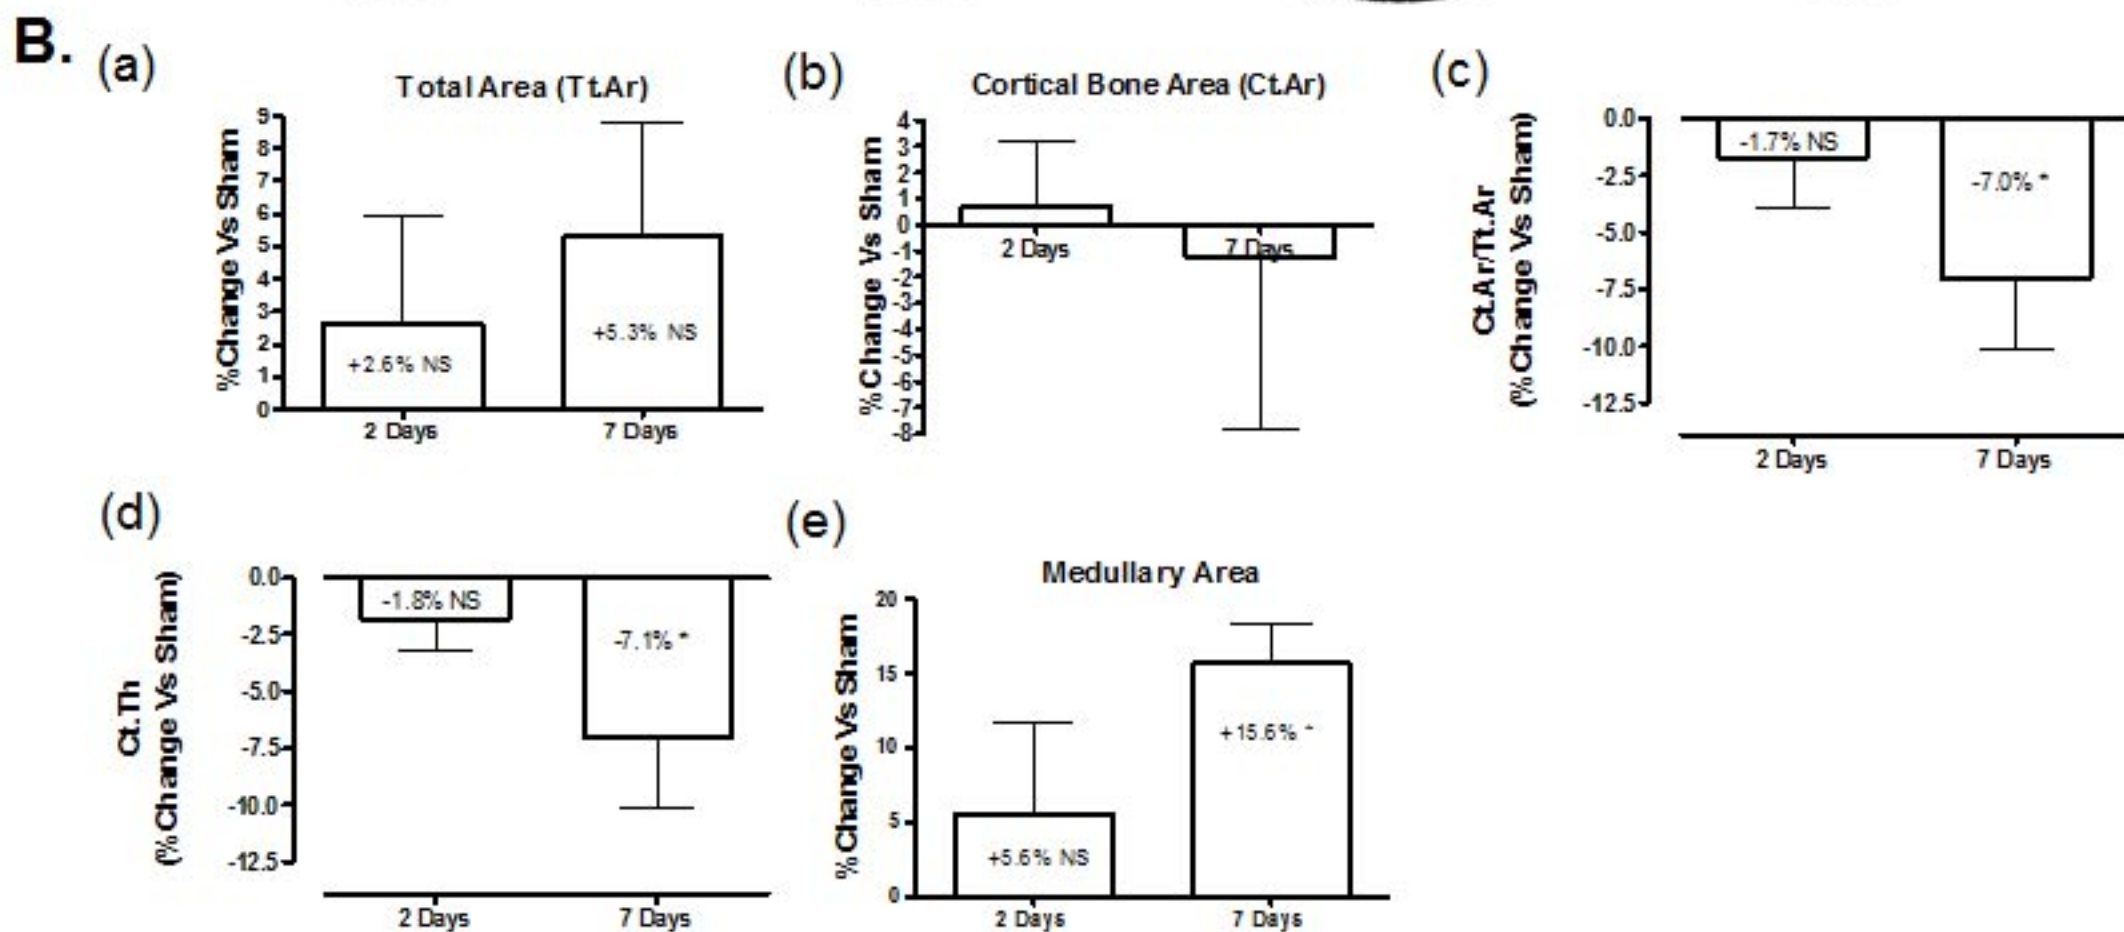 B.
(a)
Total Area (Tt.Ar)
%Change Vs Sham
9
8
7
6
5
4
3
2
1
0
+2.6% NS
+5.3% NS
2 Days
7 Days
(b)
Cortical Bone Area (Ct.Ar)
%Change Vs Sham
4
3
2
1
0
-1
-2
-3
-4
-5
-6
-7
-8
2 Days
7 Days
(c)
Ct.Ar/Tt.Ar
(%Change Vs Sham)
0.0
-2.5
-5.0
-7.5
-10.0
-12.5
-1.7% NS
-7.0% *
2 Days
7 Days
(d)
Ct.Th
(%Change Vs Sham)
0.0
-2.5
-5.0
-7.5
-10.0
-12.5
-1.8% NS
-7.1% *
2 Days
7 Days
(e)
Medullary Area
%Change Vs Sham
20
15
10
5
0
+5.6% NS
+15.6% *
2 Days
7 Days